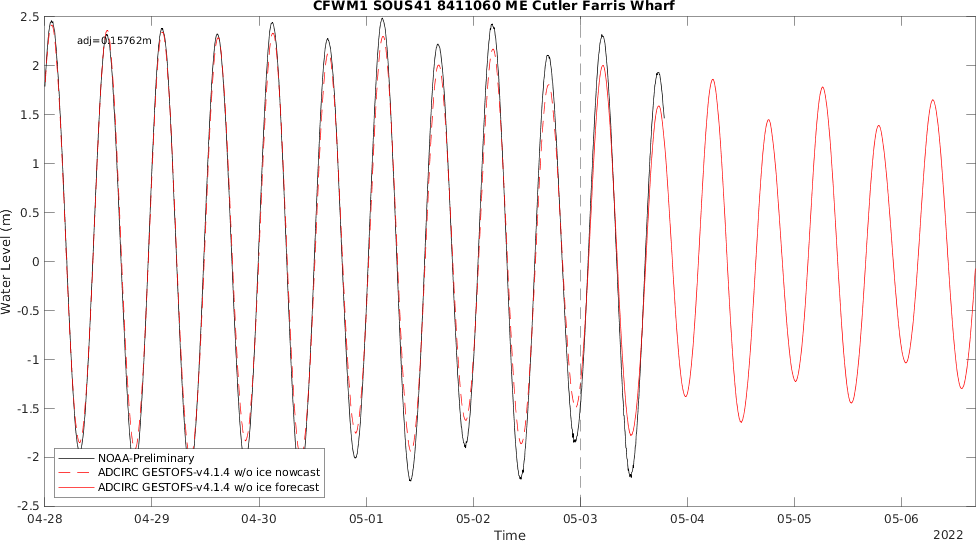 CFWM1 SOUS41 8411060 ME Cutler Farris Wharf
adj=0.15762m
2.5
2
1.5
1
0.5
0
-0.5
-1
-1.5
-2
-2.5
Water Level (m)
NOAA-Preliminary
ADCIRC GESTOFS-v4.1.4 w/o ice nowcast
ADCIRC GESTOFS-v4.1.4 w/o ice forecast
04-28 04-29 04-30 05-01 05-02 05-03 05-04 05-05 05-06
Time
2022